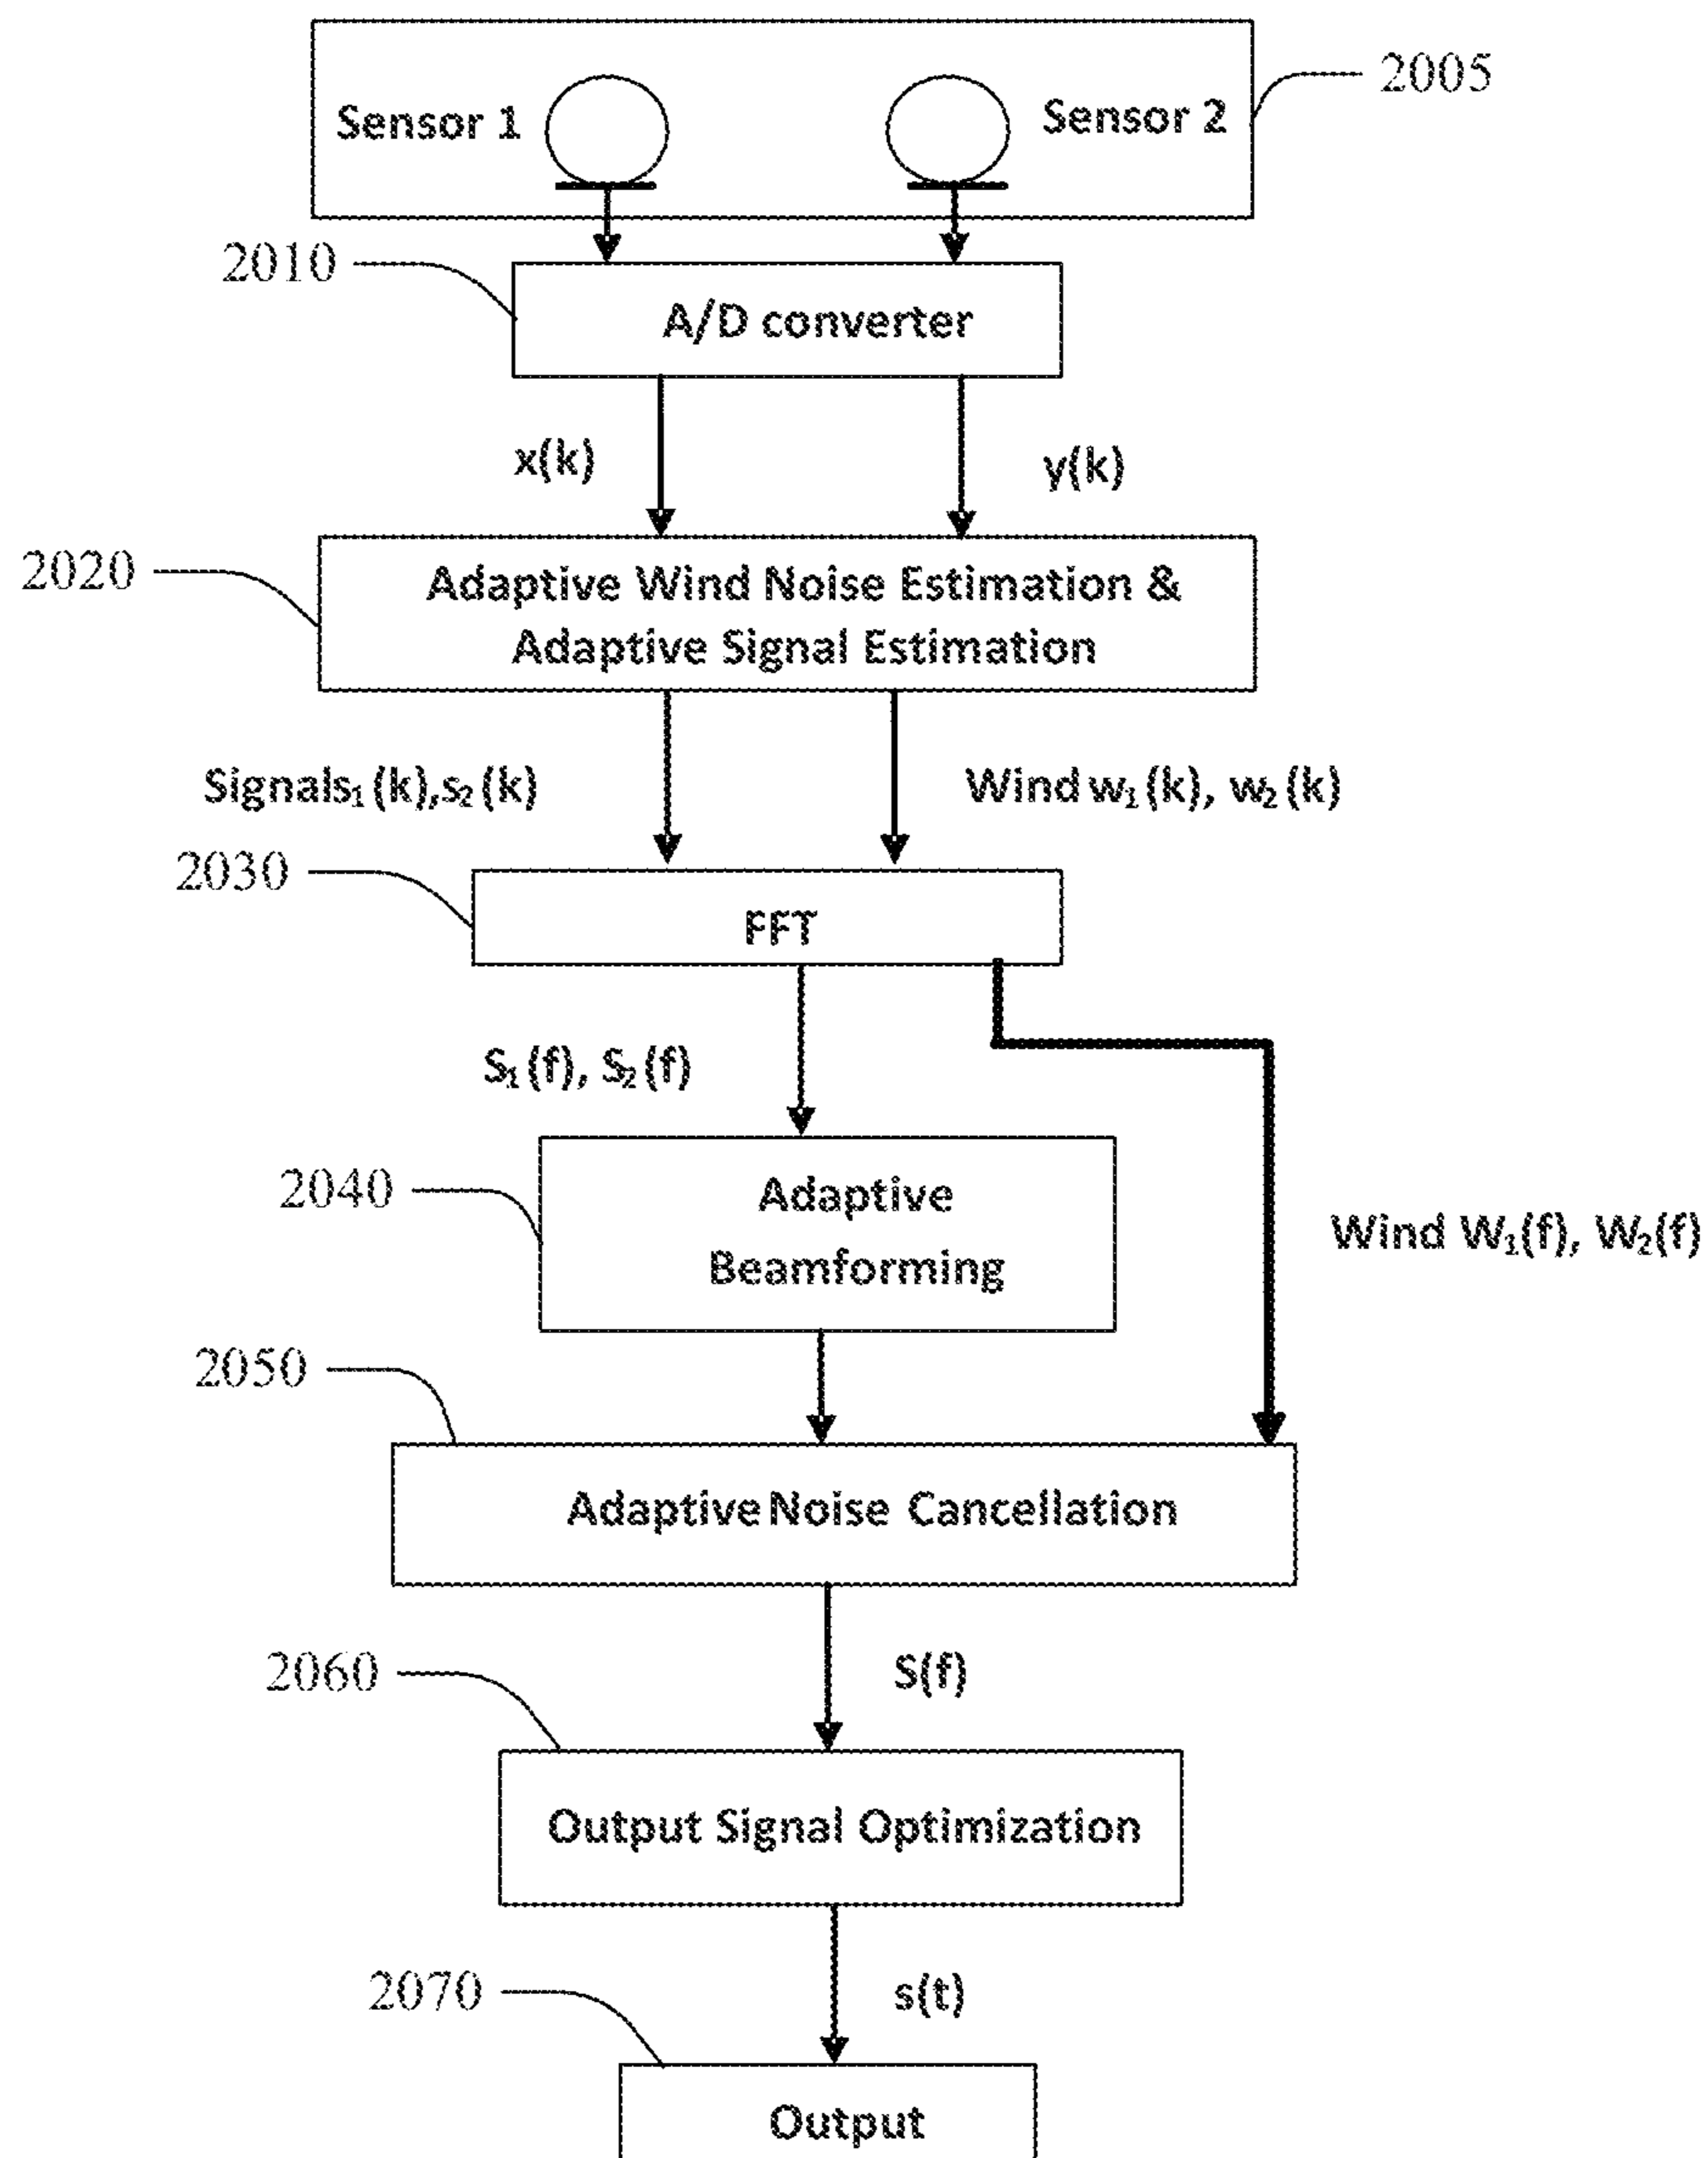 Sensor 1
Sensor 2
2005
2010
A/D converter
x(k)
y(k)
2020
Adaptive Wind Noise Estimation &
Adaptive Signal Estimation
Signals₁(k),s₂(k)
Wind w₁(k), w₂(k)
2030
FFT
S₁(f), S₂(f)
2040
Adaptive
Beamforming
Wind W₁(f), W₂(f)
2050
Adaptive Noise Cancellation
S(f)
2060
Output Signal Optimization
s(t)
2070
Output